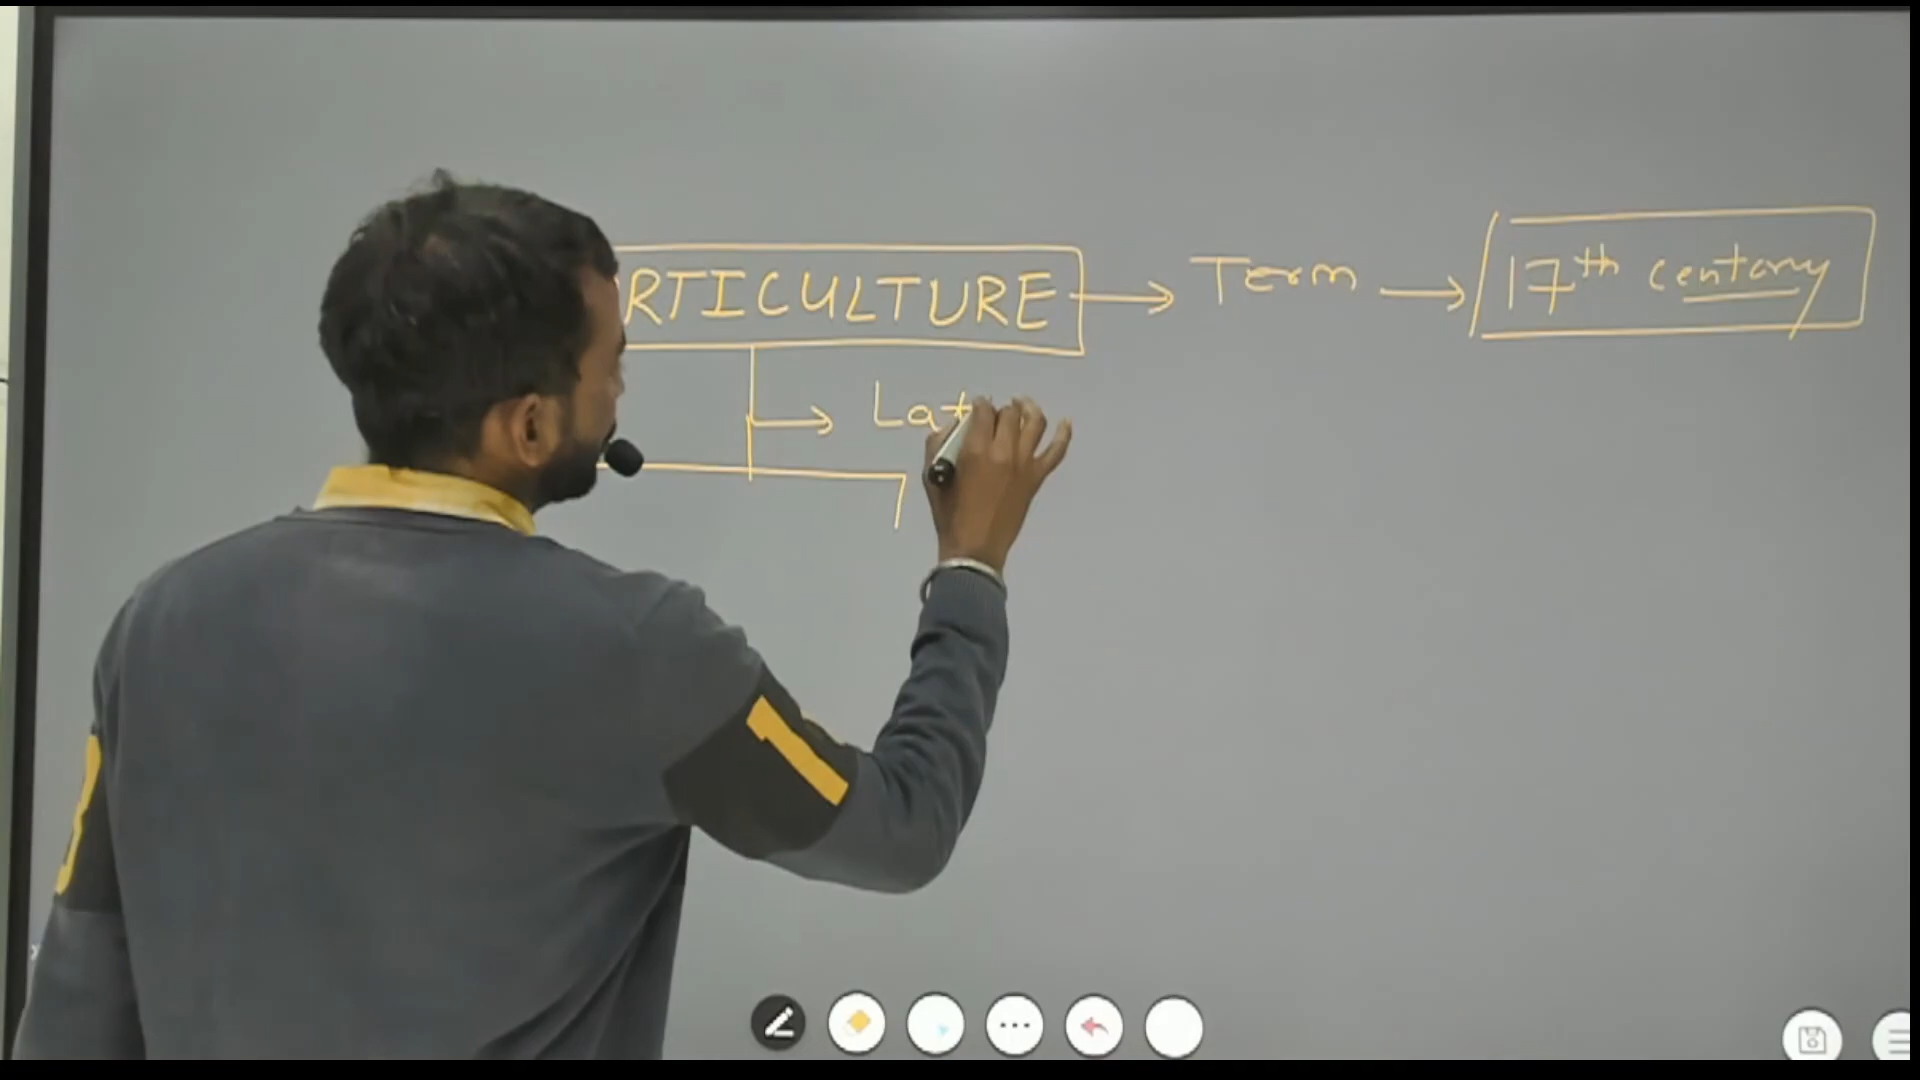 RTICULTURE → Term → 17th century
→ Lat